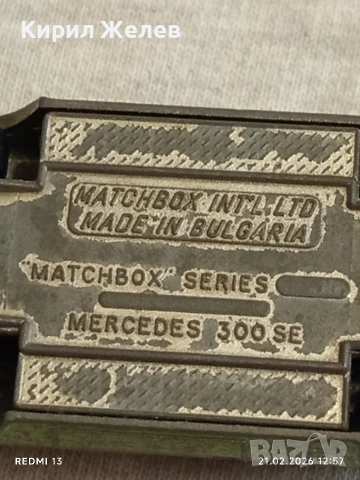 Кирил Желев
MATCHBOX INT'L-LTD
MADE IN BULGARIA
MATCHBOX" SERIES
MERCEDES 300 SE
REDMI 13
21.02.2026 12:57
BAZAR